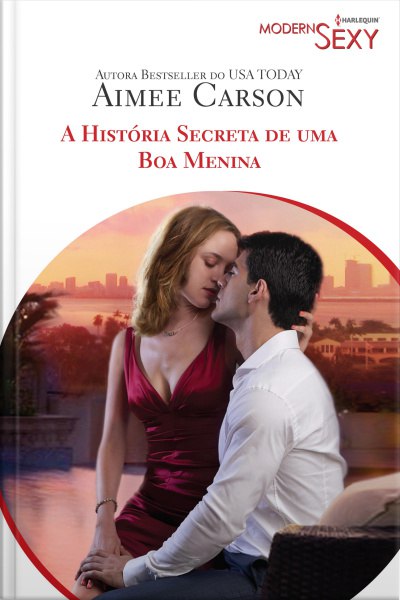 HARLEQUIN
MODERN SEXY
AUTORA BESTSELLER DO USA TODAY
AIMEE CARSON
A HISTÓRIA SECRETA DE UMA
BOA MENINA